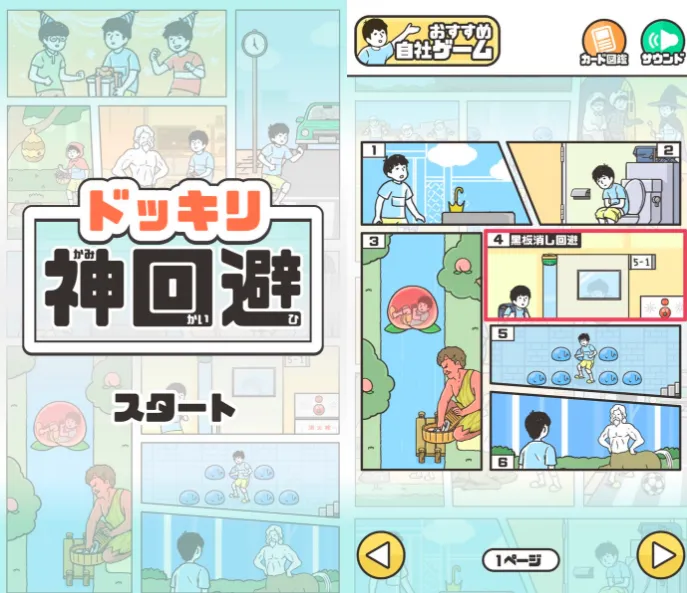 ドッキリ
神回避
かみ
かい
ひ
スタート
5-1
おすすめ
自社ゲーム
カード図鑑
サウンド
1
2
3
4 黒板消し回避
5-1
5
6
1ページ